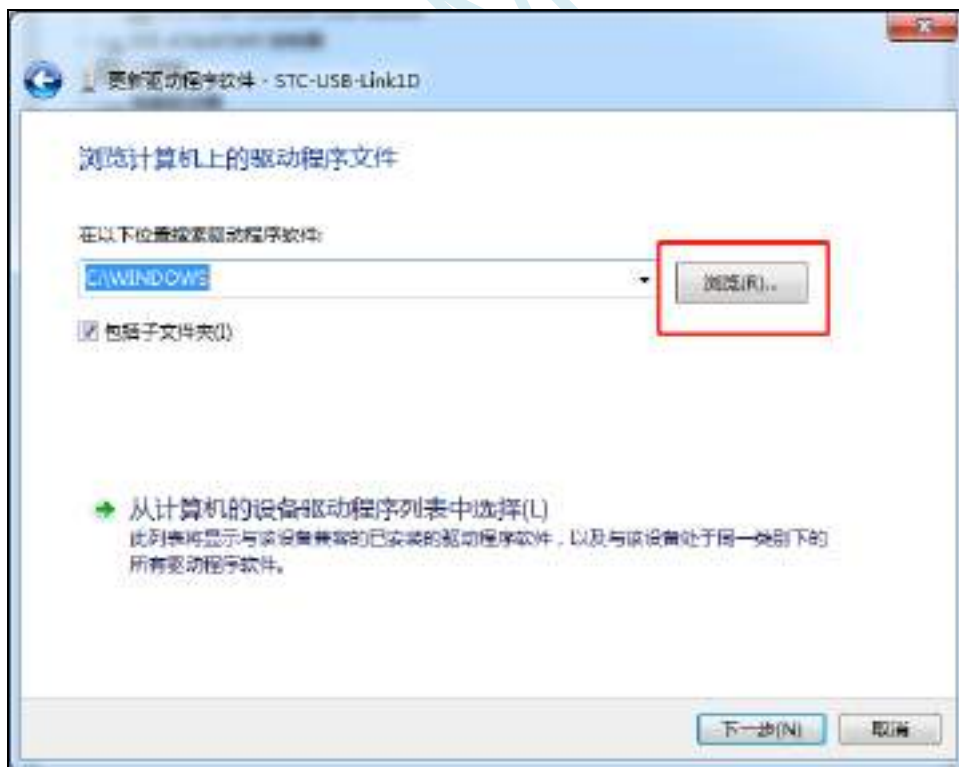 更新驱动程序软件 - STC-USB-Link1D
浏览计算机上的驱动程序文件
在以下位置搜索驱动程序软件:
C:\WINDOWS
浏览(R)...
包括子文件夹(I)
从计算机的设备驱动程序列表中选择(L)
此列表将显示与该设备兼容的已安装的驱动程序软件，以及与该设备处于同一类别下的
所有驱动程序软件。
下一步(N)
取消